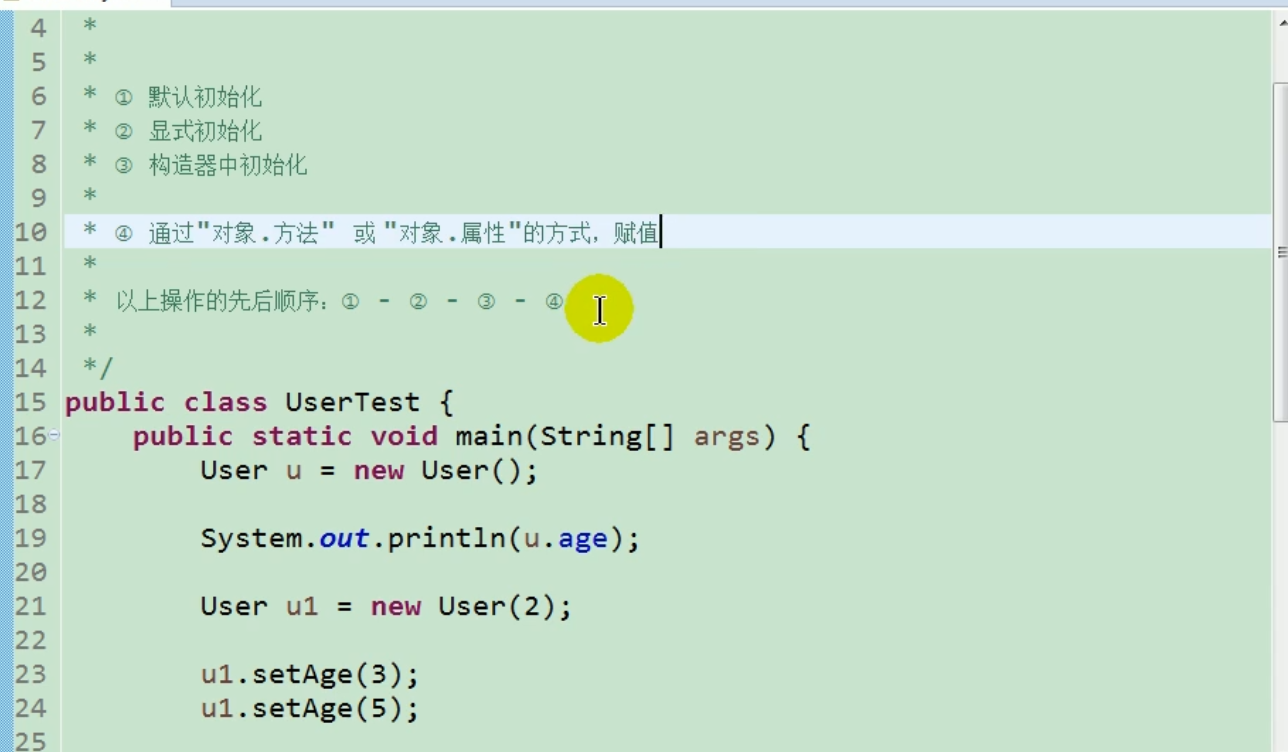 4 *
5 *
6 * ① 默认初始化
7 * ② 显式初始化
8 * ③ 构造器中初始化
9 *
10 * ④ 通过"对象.方法" 或 "对象.属性"的方式，赋值
11 *
12 * 以上操作的先后顺序：① - ② - ③ - ④
13 *
14 */
15 public class UserTest {
16 public static void main(String[] args) {
17 User u = new User();
18
19 System.out.println(u.age);
20
21 User u1 = new User(2);
22
23 u1.setAge(3);
24 u1.setAge(5);
25